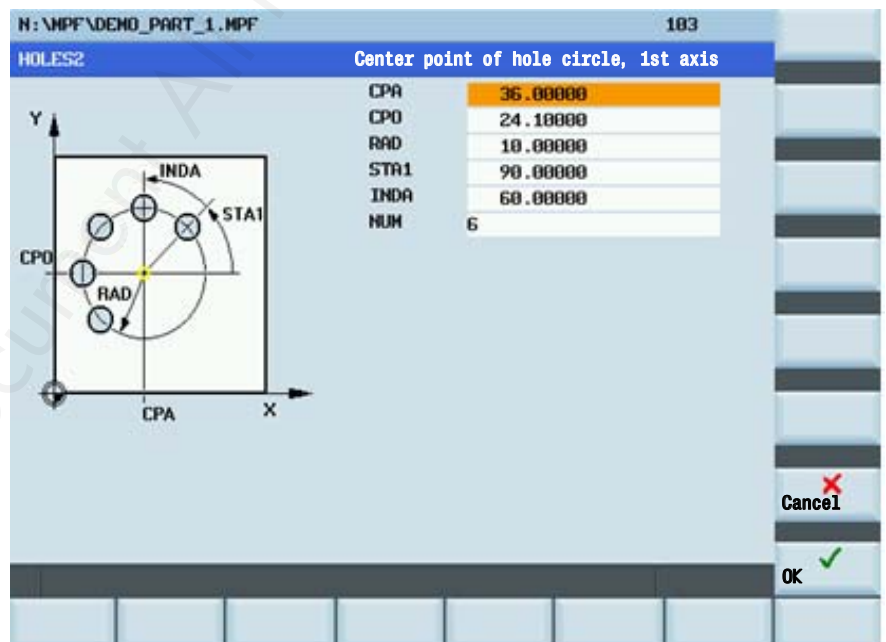 N:\MPF\DEMO_PART_1.MPF 103
HOLES2 Center point of hole circle, 1st axis
CPA 36.00000
CPO 24.10000
RAD 10.00000
STA1 90.00000
INDA 60.00000
NUM 6
Y
INDA
STA1
CPO
RAD
CPA X
Cancel
OK